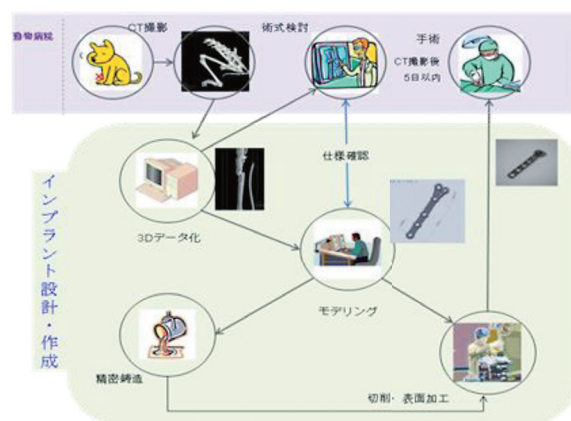 動物病院
CT撮影
術式検討
手術
CT撮影後
5日以内
仕様確認
3Dデータ化
モデリング
精密鋳造
切削・表面加工
インプラント設計・作成